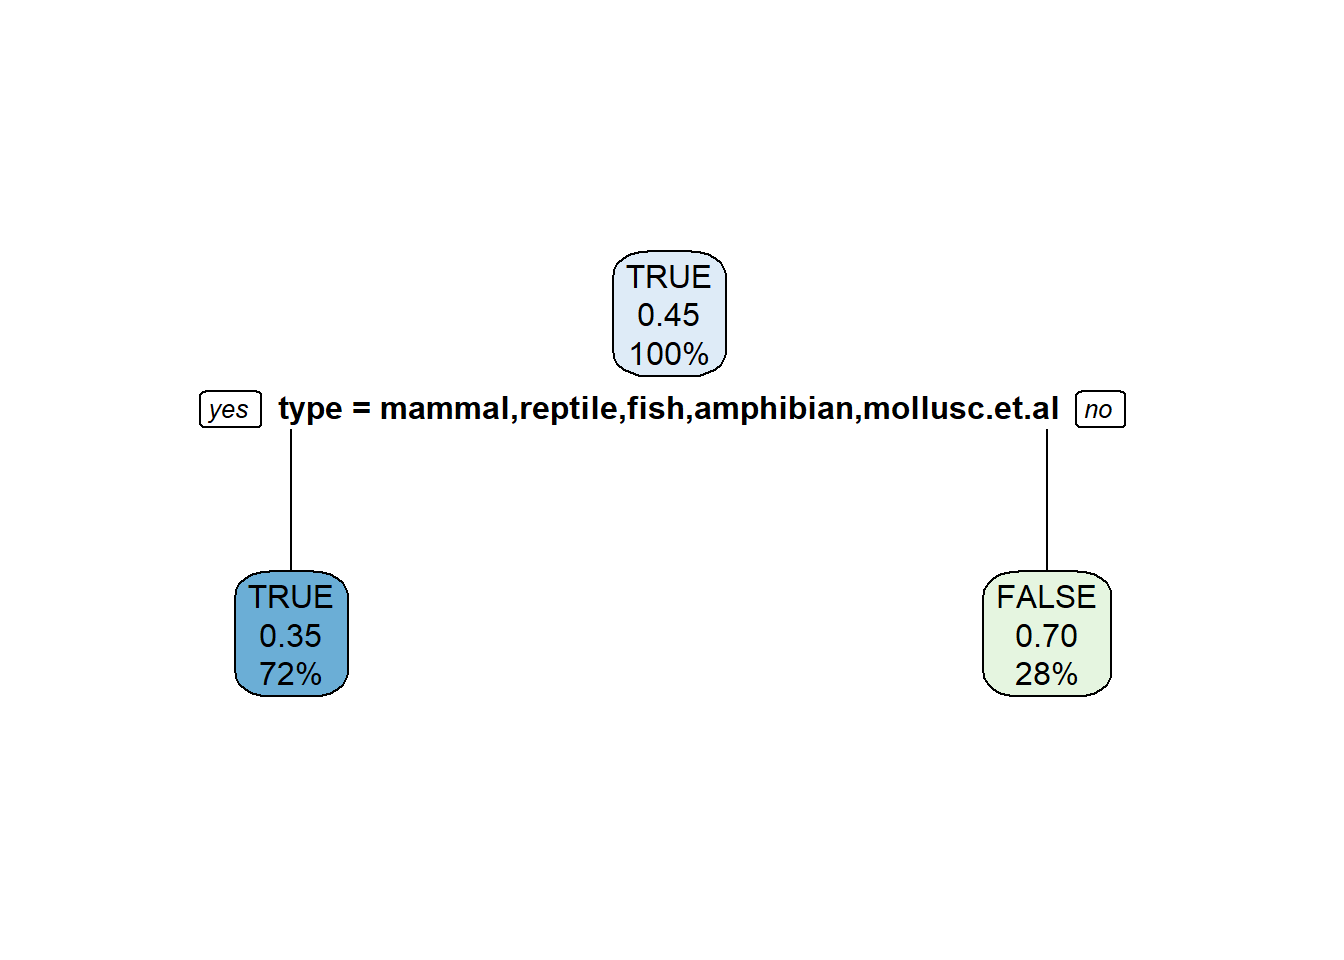 TRUE
0.45
100%
yes type = mammal,reptile,fish,amphibian,mollusc.et.al no
TRUE
0.35
72%
FALSE
0.70
28%